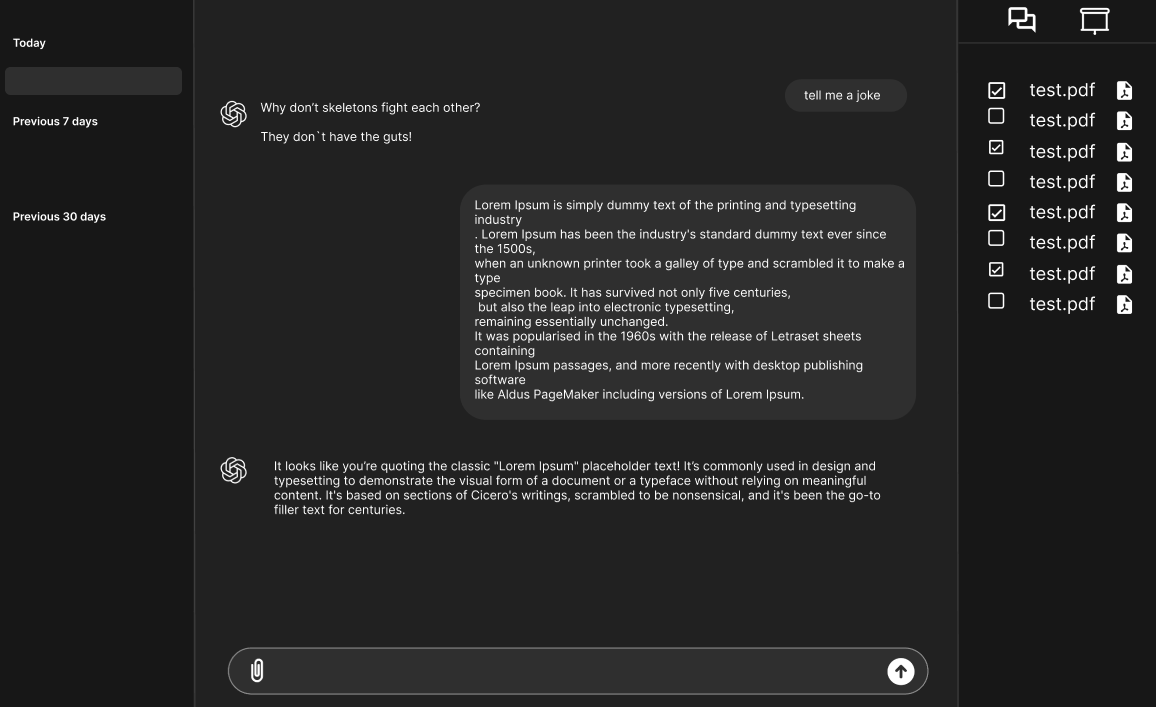 Today
Previous 7 days
Previous 30 days
tell me a joke
Why don’t skeletons fight each other?
They don`t have the guts!
Lorem Ipsum is simply dummy text of the printing and typesetting
industry
. Lorem Ipsum has been the industry's standard dummy text ever since
the 1500s,
when an unknown printer took a galley of type and scrambled it to make a
type
specimen book. It has survived not only five centuries,
but also the leap into electronic typesetting,
remaining essentially unchanged.
It was popularised in the 1960s with the release of Letraset sheets
containing
Lorem Ipsum passages, and more recently with desktop publishing
software
like Aldus PageMaker including versions of Lorem Ipsum.
It looks like you’re quoting the classic "Lorem Ipsum" placeholder text! It’s commonly used in design and
typesetting to demonstrate the visual form of a document or a typeface without relying on meaningful
content. It's based on sections of Cicero's writings, scrambled to be nonsensical, and it's been the go-to
filler text for centuries.
test.pdf
test.pdf
test.pdf
test.pdf
test.pdf
test.pdf
test.pdf
test.pdf